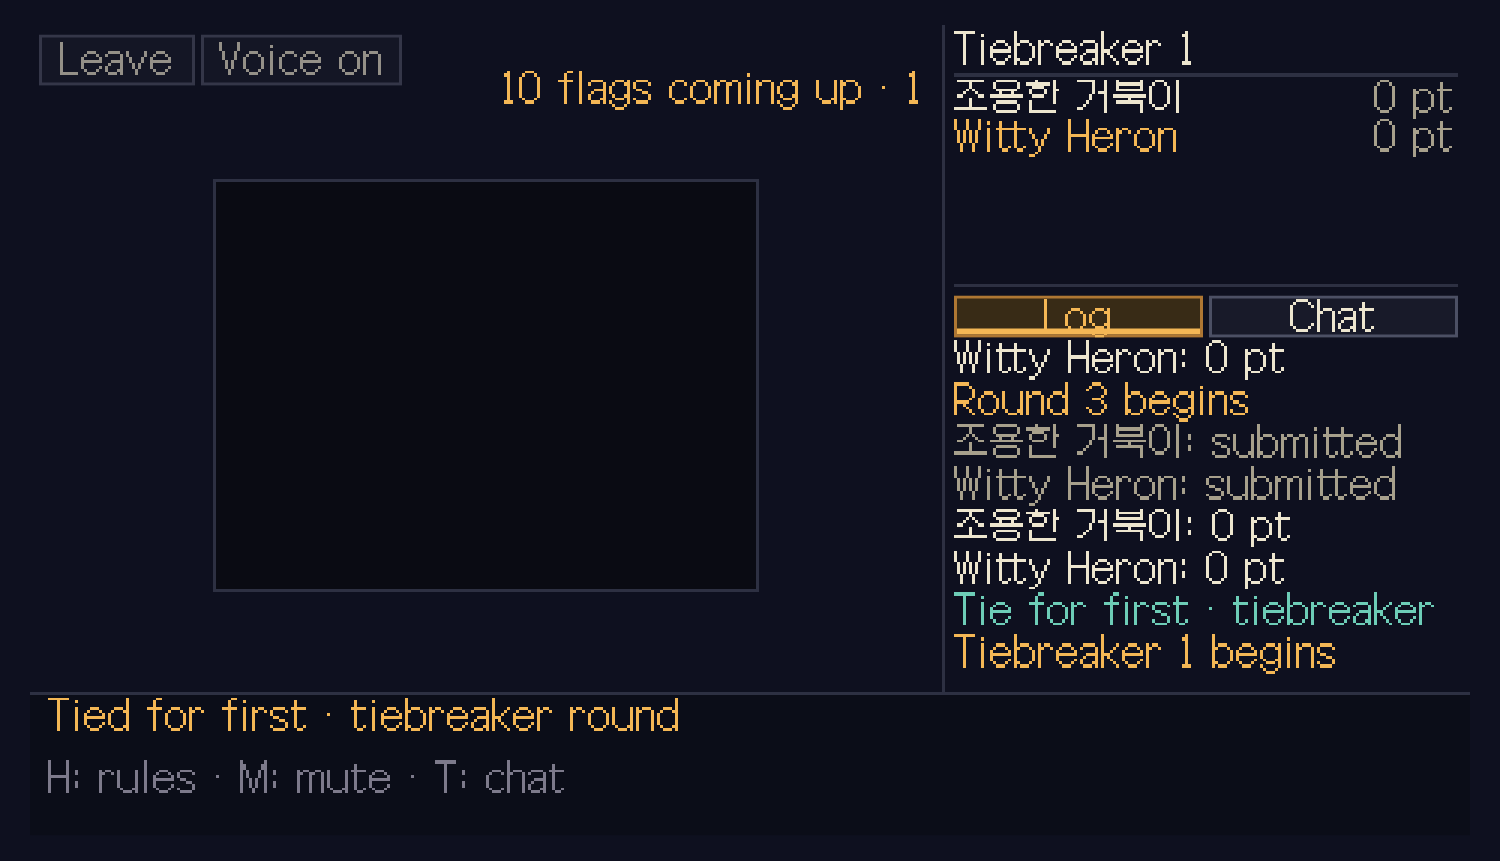 Leave Voice on
10 flags coming up · 1
Tiebreaker 1
조용한 거북이 0 pt
Witty Heron 0 pt
Log Chat
Witty Heron: 0 pt
Round 3 begins
조용한 거북이: submitted
Witty Heron: submitted
조용한 거북이: 0 pt
Witty Heron: 0 pt
Tie for first · tiebreaker
Tiebreaker 1 begins
Tied for first · tiebreaker round
H: rules · M: mute · T: chat